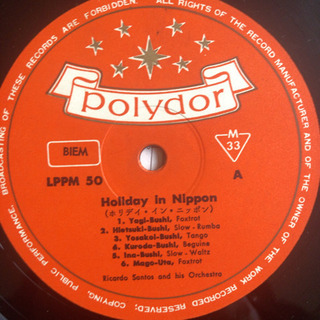 BROADCASTING OF THESE RECORDS ARE FORBIDDEN. ALL RIGHTS OF THE RECORD MANUFACTURER AND OF THE OWNER OF THE WORK RECORDED RESERVED; COPYING, PUBLIC PERFORMANCE,
polydor
BIEM
M
33
LPPM 50
A
Holiday in Nippon
(ホリデイ・イン・ニッポン)
1. Yagi-Bushi, Foxtrot
2. Hietsuki-Bushi, Slow-Rumba
3. Yosakoi-Bushi, Tango
4. Kuroda-Bushi, Beguine
5. Ina-Bushi, Slow-Waltz
6. Mago-Uta, Foxtrot
Ricardo Santos and his Orchestra